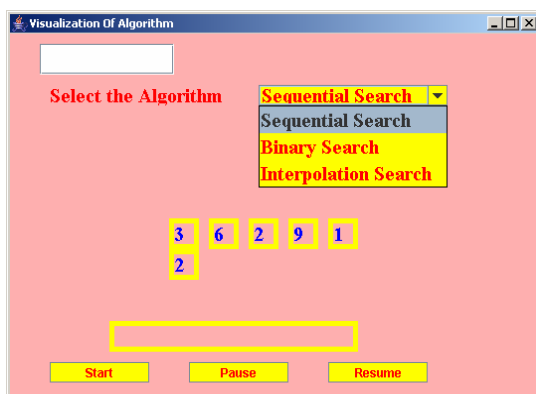 Visualization Of Algorithm
Select the Algorithm Sequential Search
Sequential Search
Binary Search
Interpolation Search
3 6 2 9 1
2
Start Pause Resume